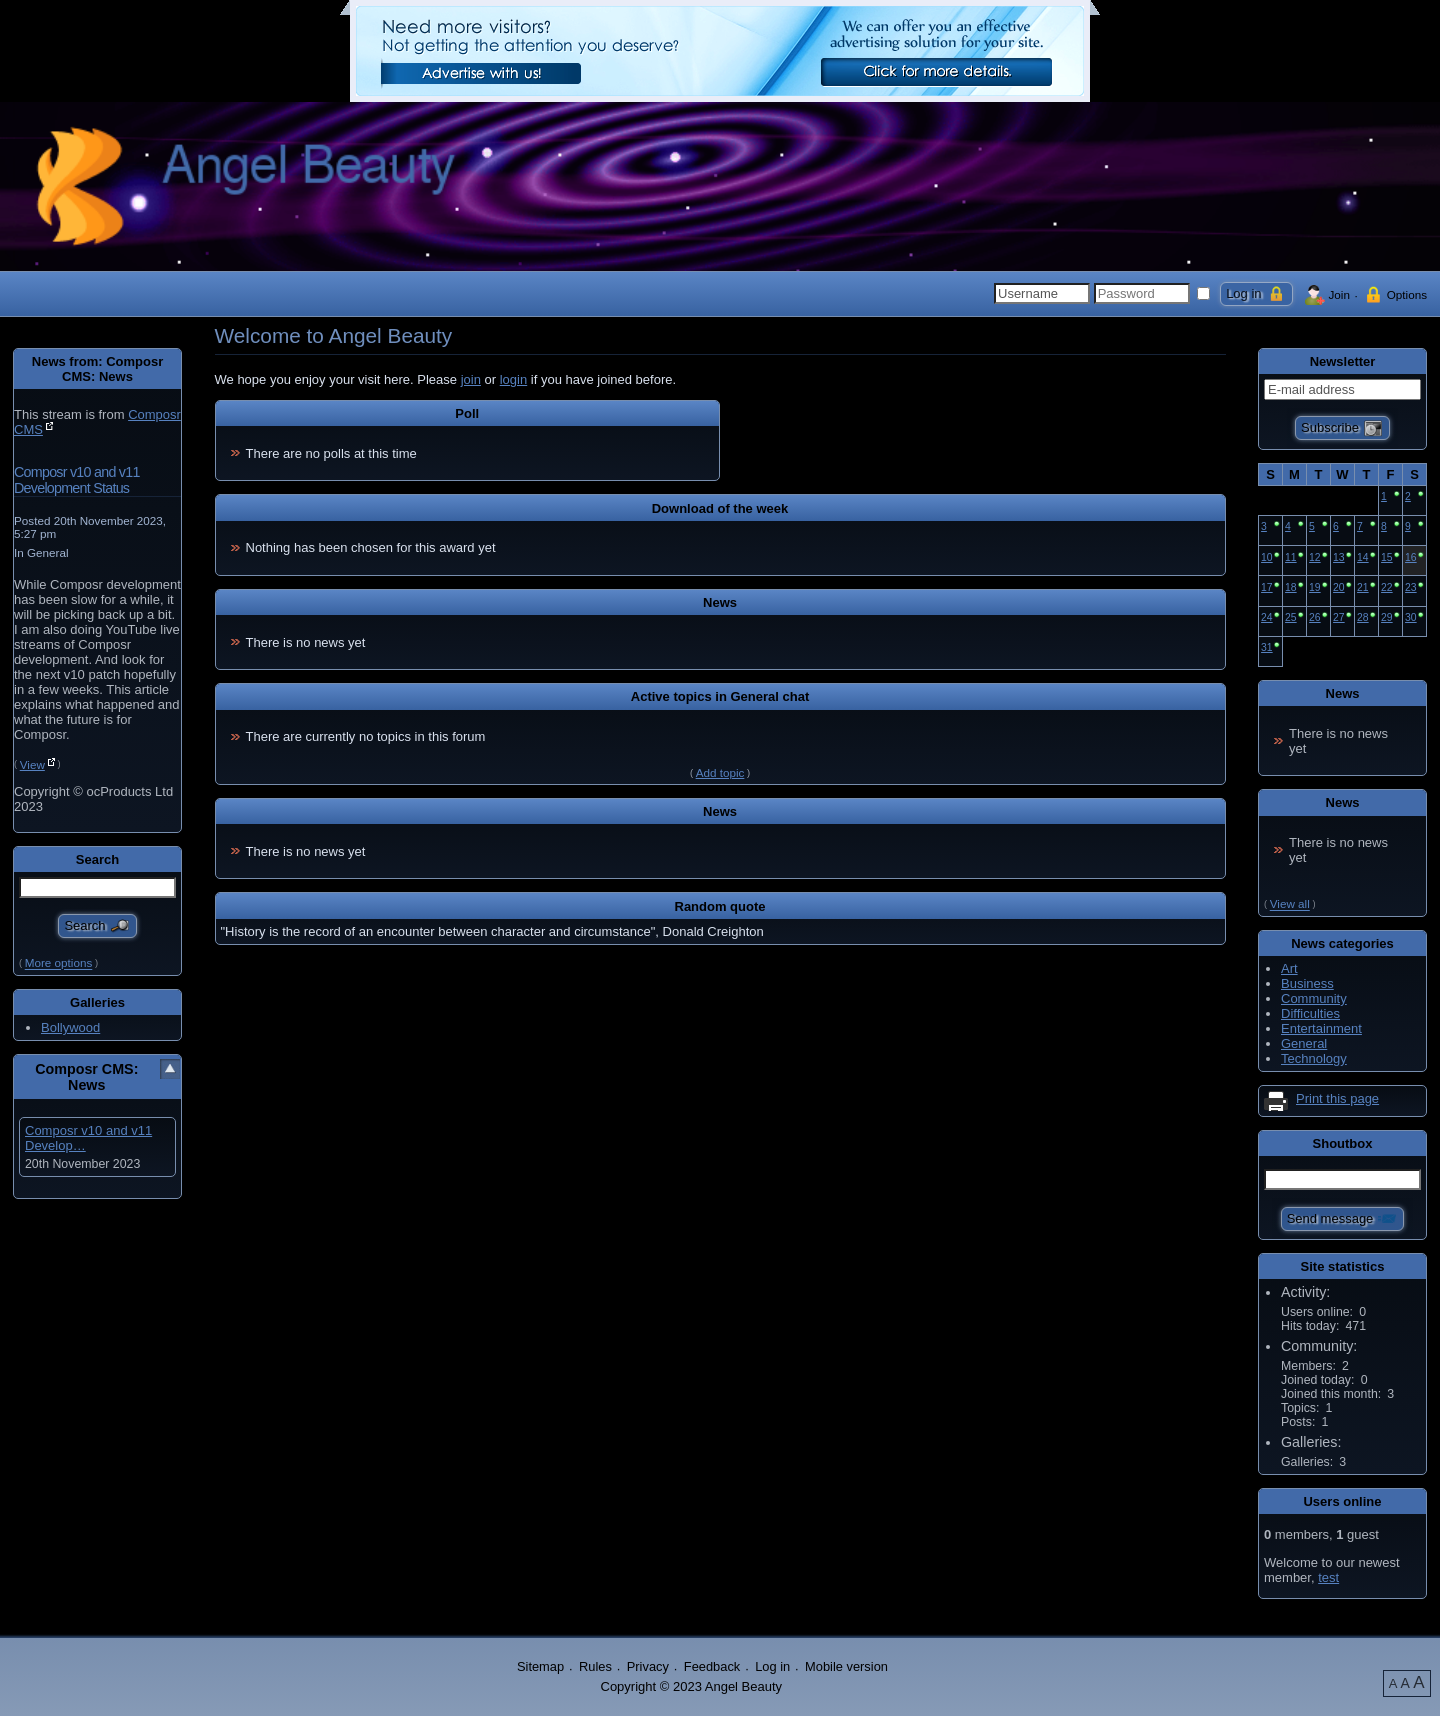 Need more visitors?
Not getting the attention you deserve?
Advertise with us!
We can offer you an effective
advertising solution for your site.
Click for more details.
Angel Beauty
Username Password Log in Join · Options
News from: Composr
CMS: News
This stream is from Composr
CMS
Composr v10 and v11
Development Status
Posted 20th November 2023,
5:27 pm
In General
While Composr development
has been slow for a while, it
will be picking back up a bit.
I am also doing YouTube live
streams of Composr
development. And look for
the next v10 patch hopefully
in a few weeks. This article
explains what happened and
what the future is for
Composr.
( View )
Copyright © ocProducts Ltd
2023
Search
Search
( More options )
Galleries
• Bollywood
Composr CMS:
News
Composr v10 and v11
Develop…
20th November 2023
Welcome to Angel Beauty
We hope you enjoy your visit here. Please join or login if you have joined before.
Poll
There are no polls at this time
Download of the week
Nothing has been chosen for this award yet
News
There is no news yet
Active topics in General chat
There are currently no topics in this forum
( Add topic )
News
There is no news yet
Random quote
"History is the record of an encounter between character and circumstance", Donald Creighton
Newsletter
E-mail address
Subscribe
S M T W T F S
1 2
3 4 5 6 7 8 9
10 11 12 13 14 15 16
17 18 19 20 21 22 23
24 25 26 27 28 29 30
31
News
There is no news
yet
News
There is no news
yet
( View all )
News categories
• Art
• Business
• Community
• Difficulties
• Entertainment
• General
• Technology
Print this page
Shoutbox
Send message
Site statistics
• Activity:
Users online: 0
Hits today: 471
• Community:
Members: 2
Joined today: 0
Joined this month: 3
Topics: 1
Posts: 1
• Galleries:
Galleries: 3
Users online
0 members, 1 guest
Welcome to our newest
member, test
Sitemap · Rules · Privacy · Feedback · Log in · Mobile version
Copyright © 2023 Angel Beauty
A A A